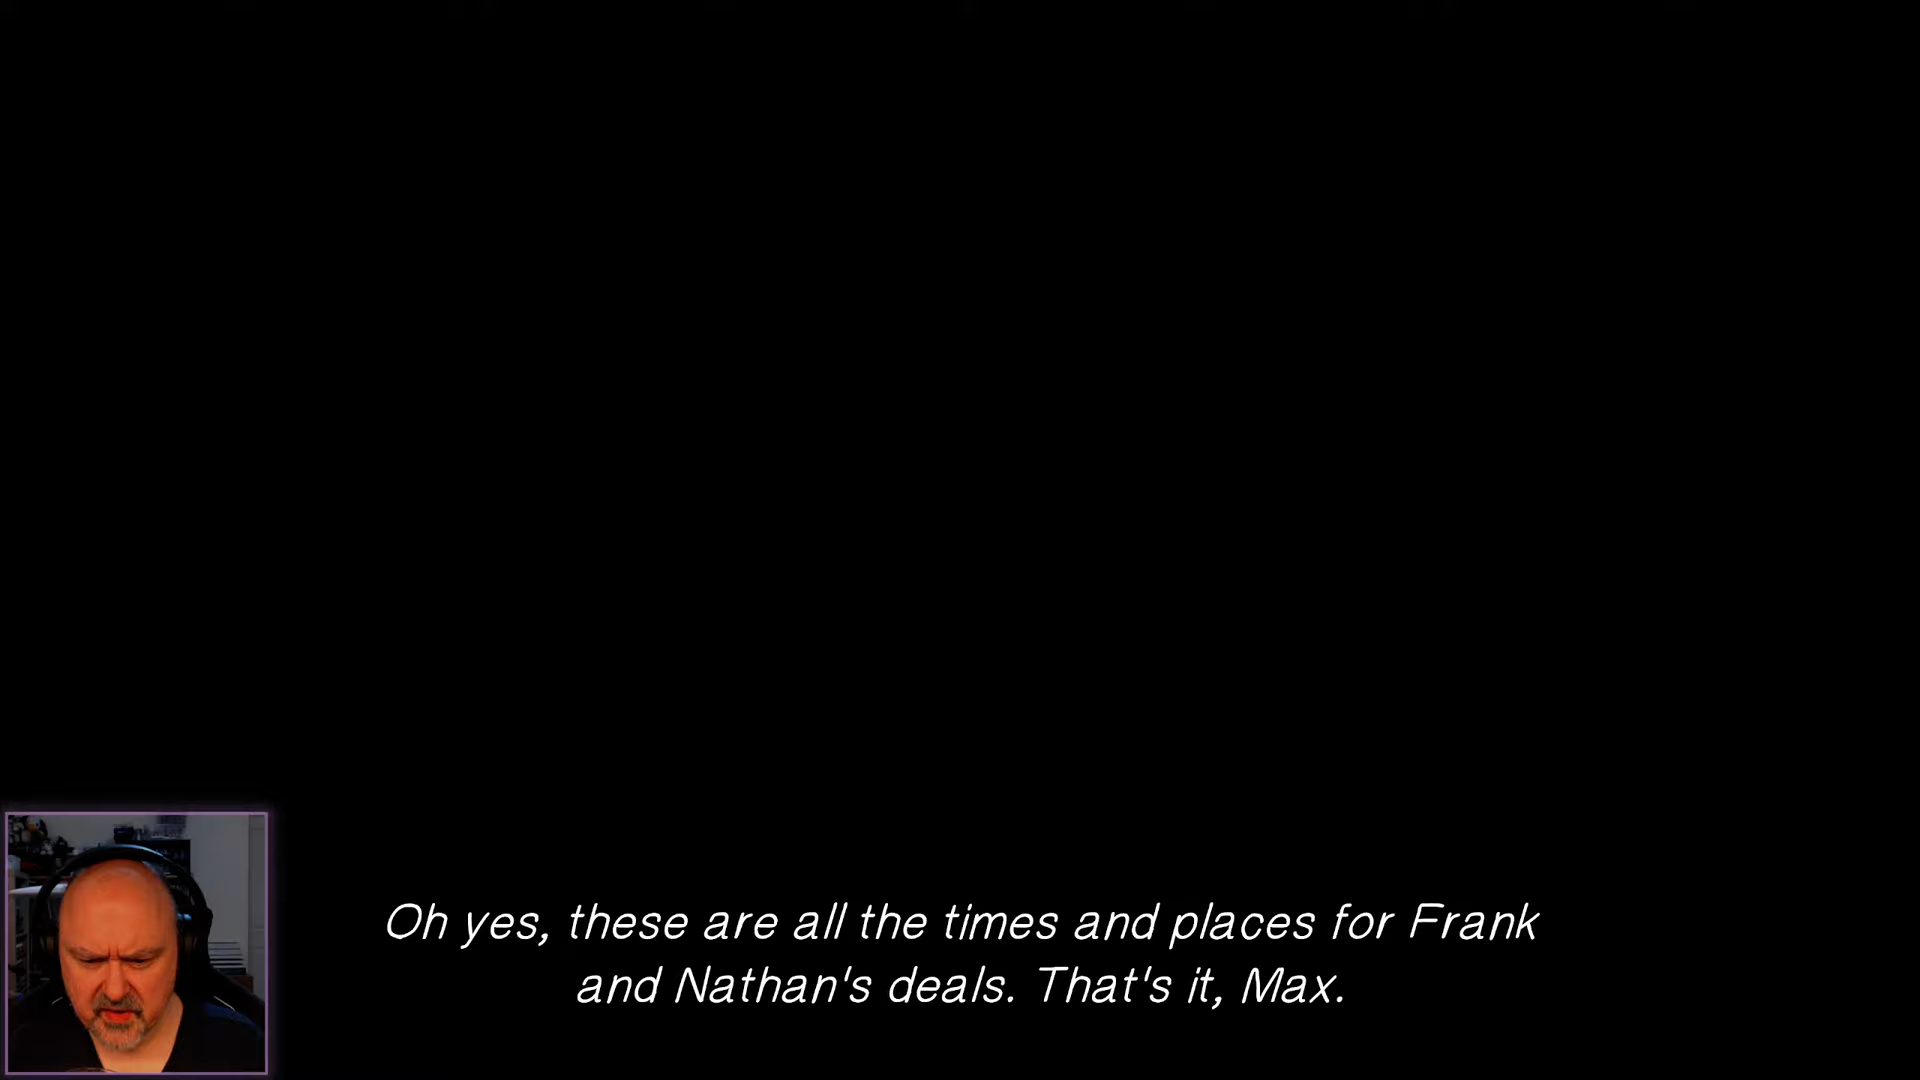 Oh yes, these are all the times and places for Frank
and Nathan's deals. That's it, Max.